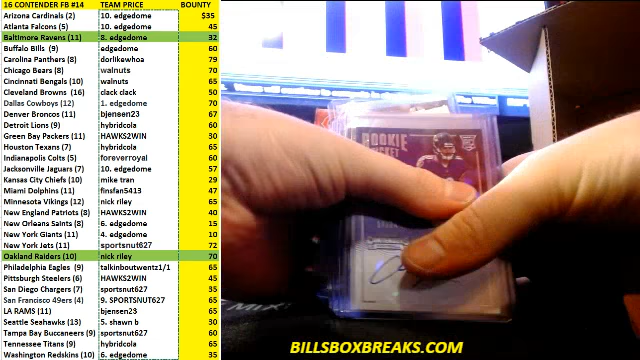 16 CONTENDER FB #14 TEAM PRICE BOUNTY
Arizona Cardinals (2) 10. edgedome $35
Atlanta Falcons (5) 10. edgedome 45
Baltimore Ravens (11) 8. edgedome 32
Buffalo Bills (9) edgedome 60
Carolina Panthers (8) dorlikewhoa 79
Chicago Bears (8) walnuts 70
Cincinnati Bengals (10) walnuts 65
Cleveland Browns (16) clack clack 50
Dallas Cowboys (12) 1. edgedome 70
Denver Broncos (11) bjensen23 67
Detroit Lions (9) hybridcola 60
Green Bay Packers (11) HAWKS2WIN 30
Houston Texans (7) hybridcola 65
Indianapolis Colts (5) foreverroyal 60
Jacksonville Jaguars (7) 10. edgedome 57
Kansas City Chiefs (10) mike tran 29
Miami Dolphins (11) finsfan5413 47
Minnesota Vikings (12) nick riley 65
New England Patriots (8) HAWKS2WIN 40
New Orleans Saints (8) 6. edgedome 15
New York Giants (11) 4. edgedome 10
New York Jets (11) sportsnut627 72
Oakland Raiders (10) nick riley 70
Philadelphia Eagles (9) talkinboutwentz1/1 65
Pittsburgh Steelers (6) HAWKS2WIN 45
San Diego Chargers (7) sportsnut627 35
San Francisco 49ers (4) 9. SPORTSNUT627 65
LA RAMS (11) bjensen23 65
Seattle Seahawks (13) 5. shawn b 30
Tampa Bay Buccaneers (9) sportsnut627 60
Tennessee Titans (9) hybridcola 65
Washington Redskins (10) 6. edgedome 35
ROOKIE
TICKET
BILLSBOXBREAKS.COM